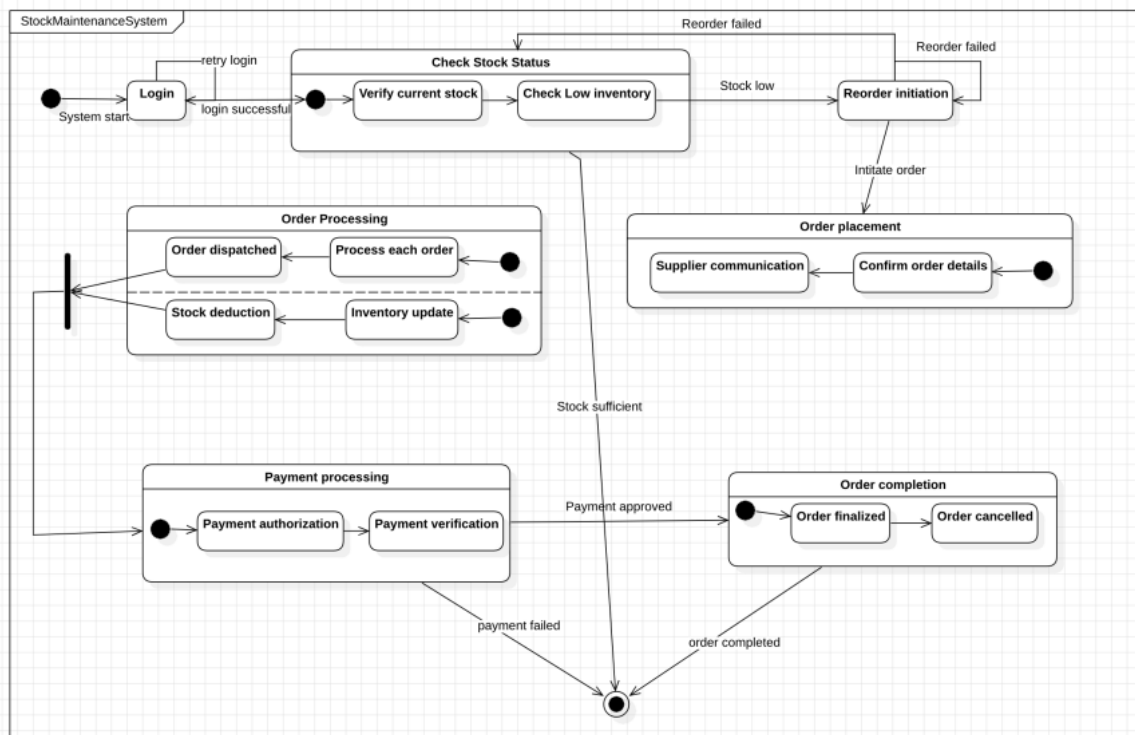 StockMaintenanceSystem
Reorder failed
Reorder failed
retry login
Check Stock Status
Login
Verify current stock
Check Low inventory
Stock low
Reorder initiation
System start
login successful
Intitate order
Order Processing
Order placement
Order dispatched
Process each order
Supplier communication
Confirm order details
Stock deduction
Inventory update
Stock sufficient
Payment processing
Order completion
Payment authorization
Payment verification
Payment approved
Order finalized
Order cancelled
payment failed
order completed